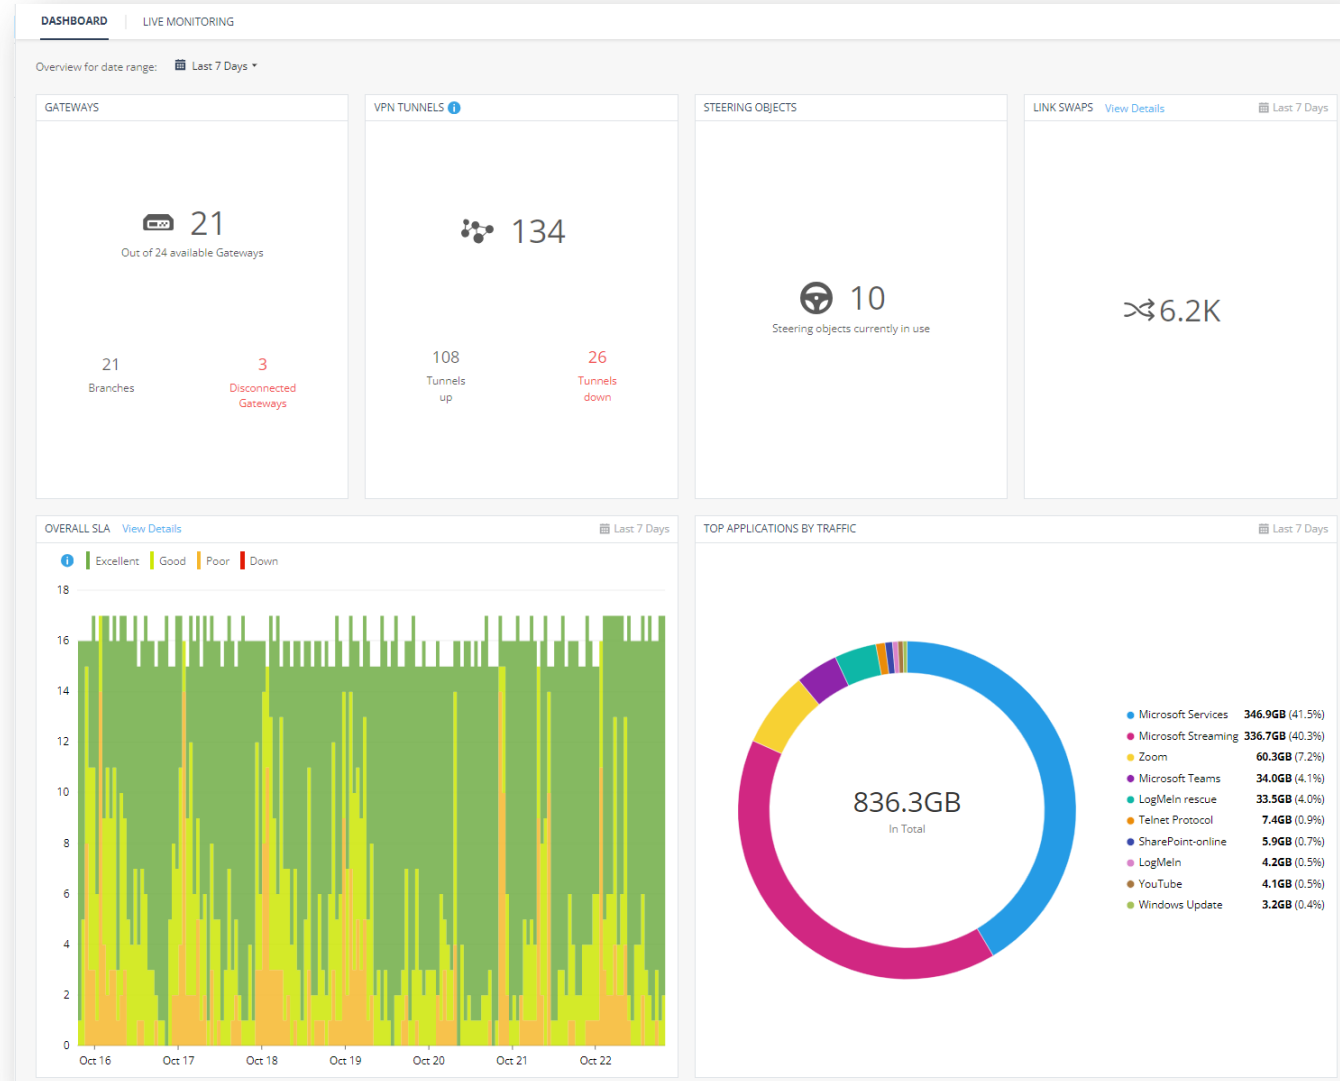 DASHBOARD LIVE MONITORING
Overview for date range: Last 7 Days
GATEWAYS
21
Out of 24 available Gateways
21
Branches
3
Disconnected
Gateways
VPN TUNNELS i
134
108
Tunnels
up
26
Tunnels
down
STEERING OBJECTS
10
Steering objects currently in use
LINK SWAPS View Details Last 7 Days
6.2K
OVERALL SLA View Details Last 7 Days
i Excellent Good Poor Down
18
16
14
12
10
8
6
4
2
0
Oct 16 Oct 17 Oct 18 Oct 19 Oct 20 Oct 21 Oct 22
TOP APPLICATIONS BY TRAFFIC Last 7 Days
836.3GB
In Total
Microsoft Services 346.9GB (41.5%)
Microsoft Streaming 336.7GB (40.3%)
Zoom 60.3GB (7.2%)
Microsoft Teams 34.0GB (4.1%)
LogMeIn rescue 33.5GB (4.0%)
Telnet Protocol 7.4GB (0.9%)
SharePoint-online 5.9GB (0.7%)
LogMeIn 4.2GB (0.5%)
YouTube 4.1GB (0.5%)
Windows Update 3.2GB (0.4%)